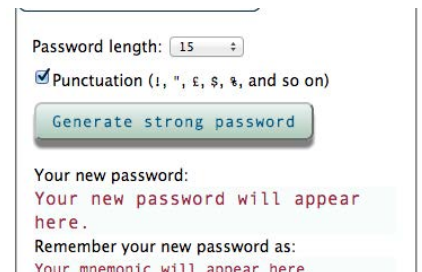 Password length: 15
Punctuation (!, ", £, $, %, and so on)
Generate strong password
Your new password:
Your new password will appear
here.
Remember your new password as:
Your mnemonic will appear here